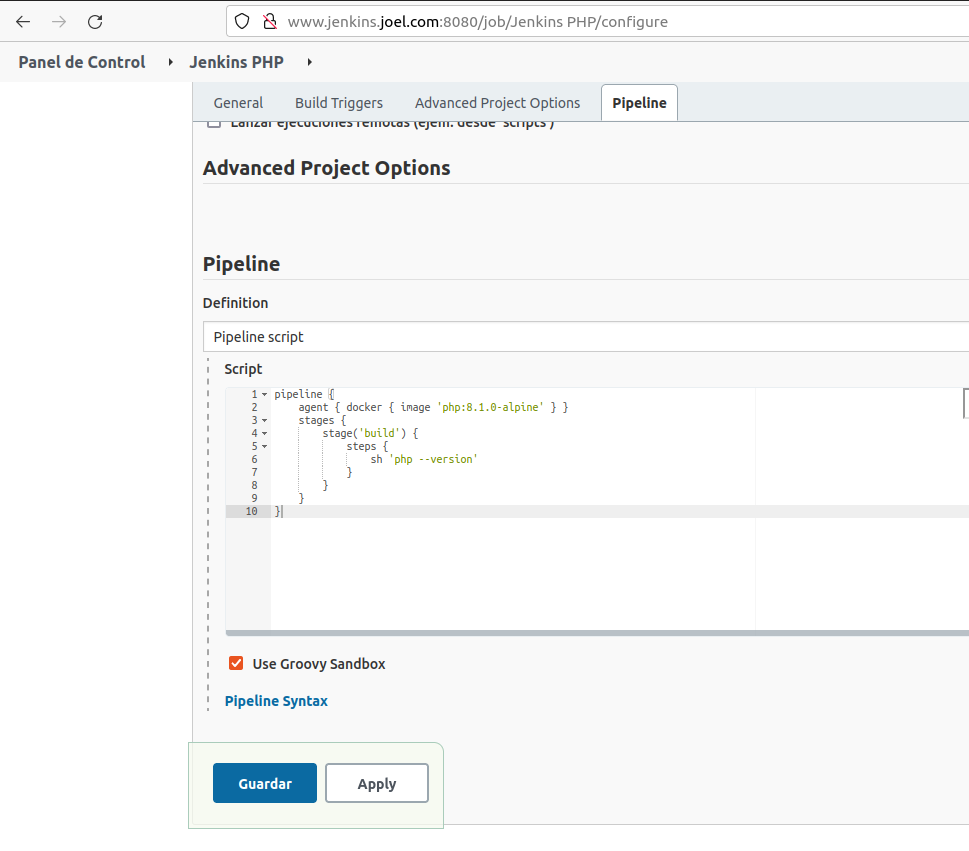 www.jenkins.joel.com:8080/job/Jenkins PHP/configure
Panel de Control Jenkins PHP
General Build Triggers Advanced Project Options Pipeline
Lanzar ejecuciones remotas (ejem: desde 'scripts')
Advanced Project Options
Pipeline
Definition
Pipeline script
Script
1 pipeline {
2     agent { docker { image 'php:8.1.0-alpine' } }
3     stages {
4         stage('build') {
5             steps {
6                 sh 'php --version'
7             }
8         }
9     }
10 }
Use Groovy Sandbox
Pipeline Syntax
Guardar Apply